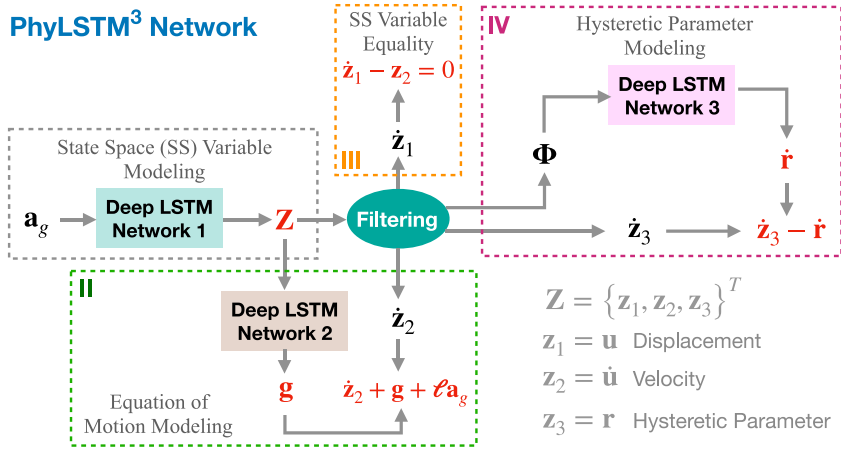 PhyLSTM³ Network
SS Variable
Equality
ż₁ − z₂ = 0
ż₁
III
IV
Hysteretic Parameter
Modeling
Deep LSTM
Network 3
Φ
ṙ
ż₃
ż₃ − ṙ
State Space (SS) Variable
Modeling
a_g
Deep LSTM
Network 1
Z
Filtering
II
Deep LSTM
Network 2
ż₂
g
ż₂ + g + ℓa_g
Equation of
Motion Modeling
Z = {z₁, z₂, z₃}ᵀ
z₁ = u Displacement
z₂ = u̇ Velocity
z₃ = r Hysteretic Parameter